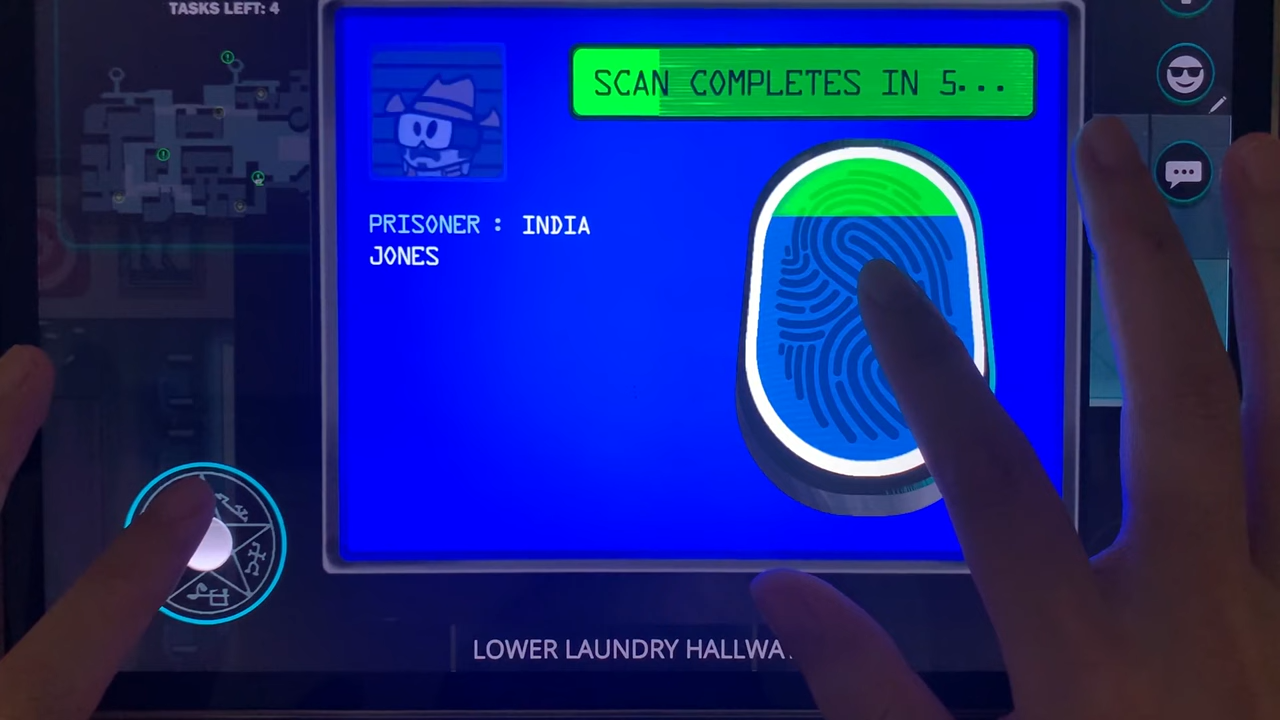 TASKS LEFT: 4
SCAN COMPLETES IN 5...
PRISONER : INDIA
JONES
LOWER LAUNDRY HALLWA